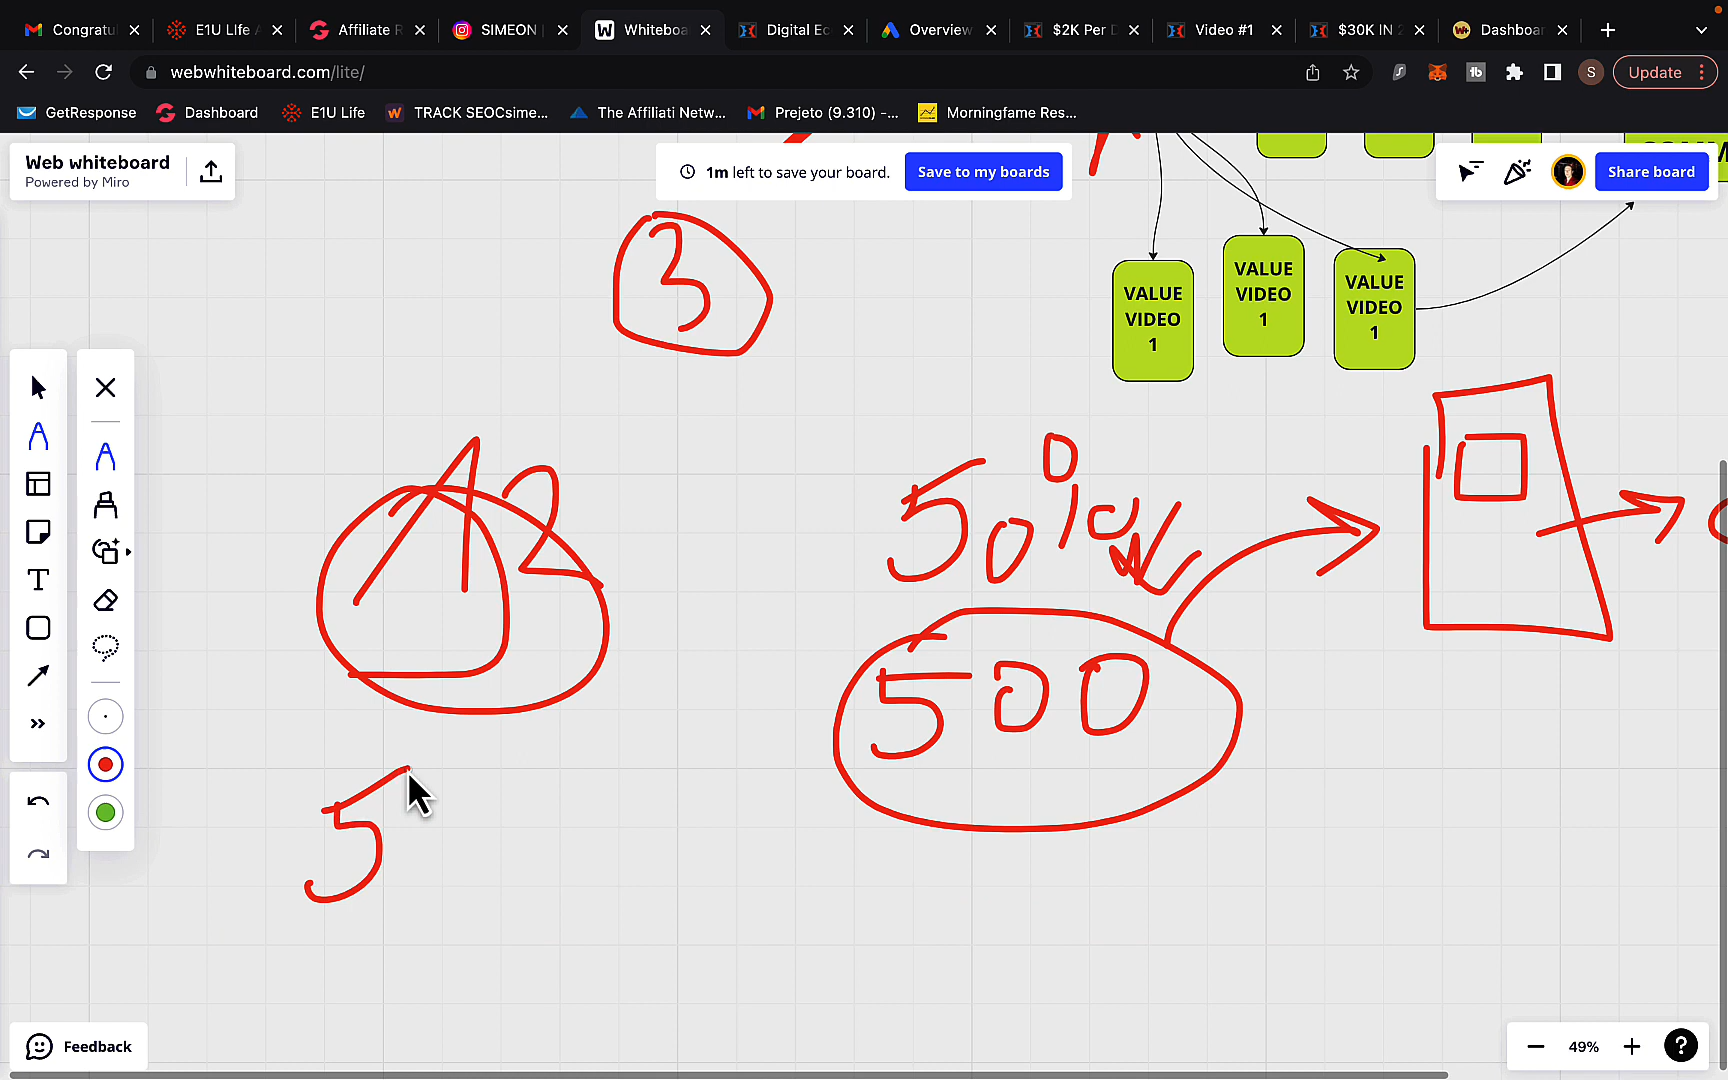 Congratu
E1U LIfe A
Affiliate R
SIMEON
Whiteboa
Digital Ec
Overview
$2K Per D
Video #1
$30K IN 2
Dashboar
webwhiteboard.com/lite/
S
Update
GetResponse
Dashboard
E1U Life
TRACK SEOCsime...
The Affiliati Netw...
Prejeto (9.310) -...
Morningfame Res...
Web whiteboard
Powered by Miro
1m left to save your board.
Save to my boards
Share board
3
VALUE
VIDEO
1
VALUE
VIDEO
1
VALUE
VIDEO
1
12
50%
500
5
T
Feedback
49%
?